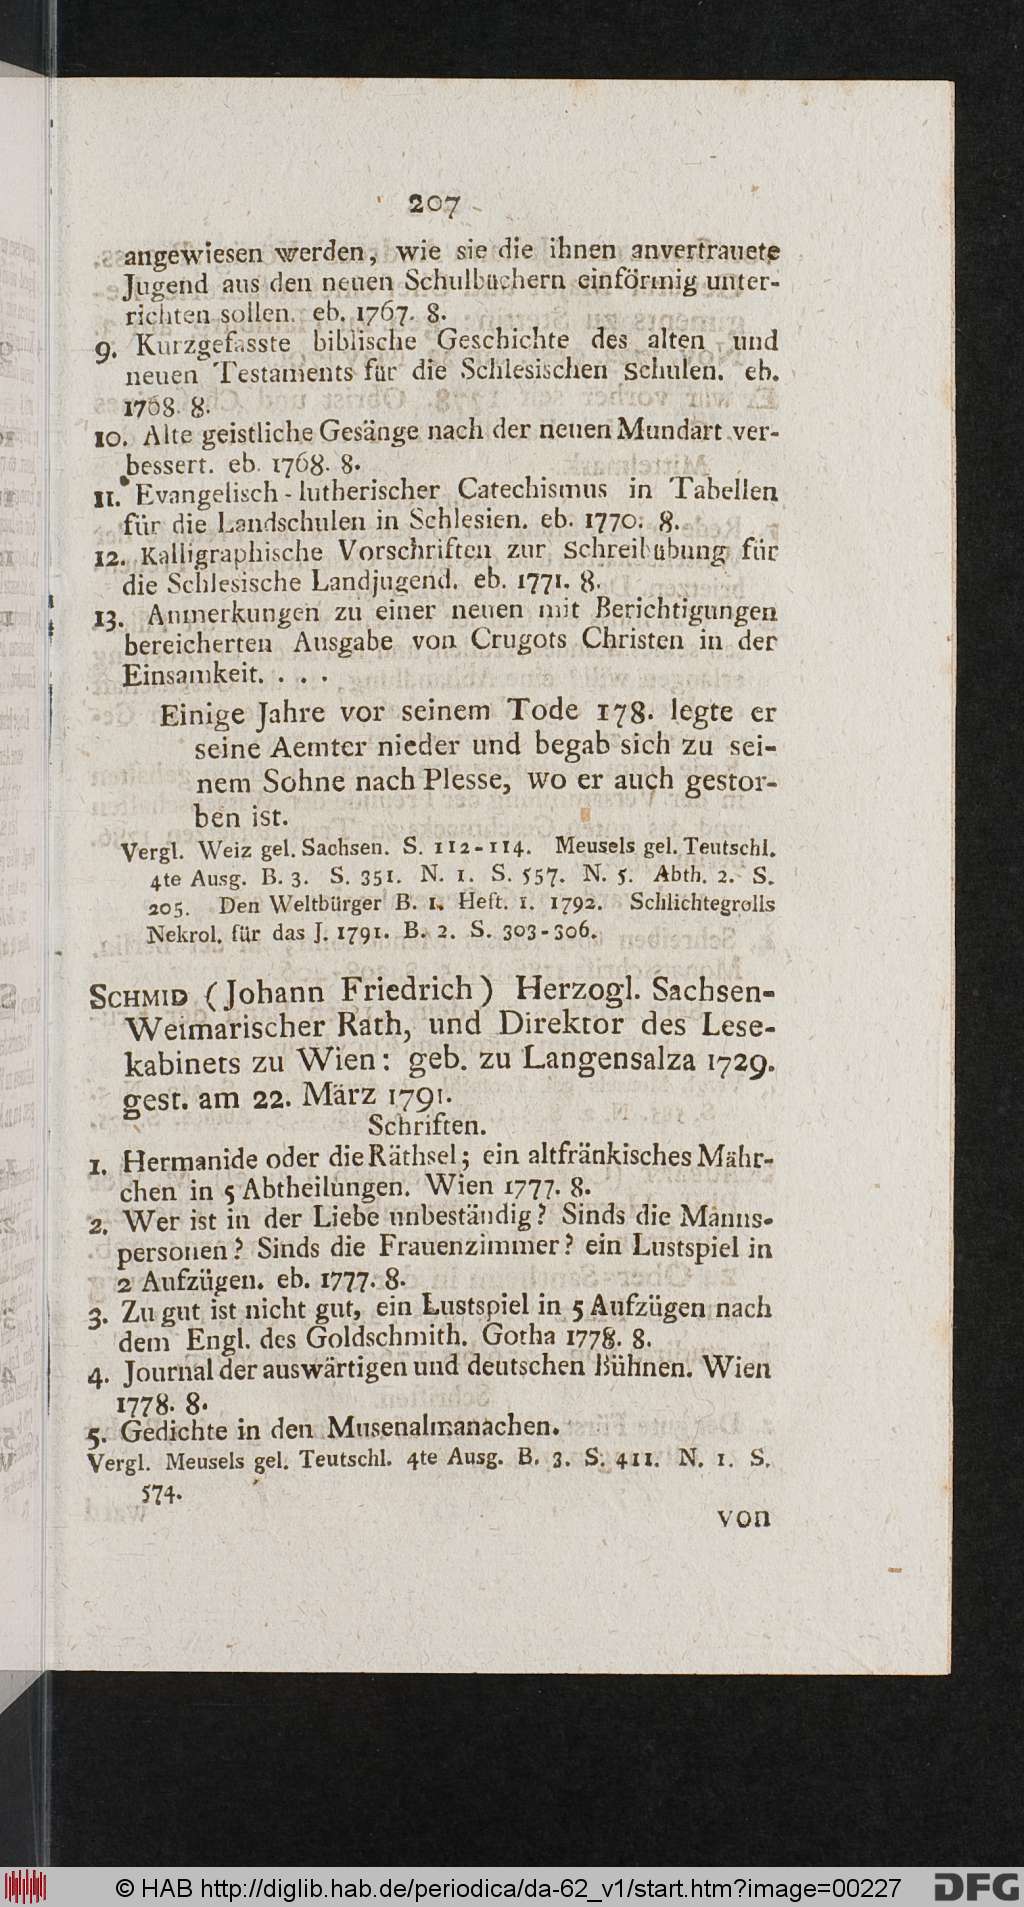 207
angewiesen werden, wie sie die ihnen anvertrauete
Jugend aus den neuen Schulbüchern einförmig unter-
richten sollen. eb. 1767. 8.
9. Kurzgefasste biblische Geschichte des alten und
neuen Testaments für die Schlesischen Schulen. eb.
1768. 8.
10. Alte geistliche Gesänge nach der neuen Mundart ver-
bessert. eb. 1768. 8.
11. Evangelisch-lutherischer Catechismus in Tabellen
für die Landschulen in Schlesien. eb. 1770. 8.
12. Kalligraphische Vorschriften zur Schreibübung für
die Schlesische Landjugend. eb. 1771. 8.
13. Anmerkungen zu einer neuen mit Berichtigungen
bereicherten Ausgabe von Crugots Christen in der
Einsamkeit. . . .
Einige Jahre vor seinem Tode 178. legte er
seine Aemter nieder und begab sich zu sei-
nem Sohne nach Plesse, wo er auch gestor-
ben ist.
Vergl. Weiz gel. Sachsen. S. 112-114. Meusels gel. Teutschl.
4te Ausg. B. 3. S. 351. N. 1. S. 557. N. 5. Abth. 2. S.
205. Den Weltbürger B. 1. Heft. 1. 1792. Schlichtegrolls
Nekrol. für das J. 1791. B. 2. S. 303-306.
SCHMID (Johann Friedrich) Herzogl. Sachsen-
Weimarischer Rath, und Direktor des Lese-
kabinets zu Wien: geb. zu Langensalza 1729.
gest. am 22. März 1791.
Schriften.
1. Hermanide oder die Räthsel; ein altfränkisches Mähr-
chen in 5 Abtheilungen. Wien 1777. 8.
2. Wer ist in der Liebe unbeständig? Sinds die Manns-
personen? Sinds die Frauenzimmer? ein Lustspiel in
2 Aufzügen. eb. 1777. 8.
3. Zu gut ist nicht gut, ein Lustspiel in 5 Aufzügen nach
dem Engl. des Goldschmith. Gotha 1778. 8.
4. Journal der auswärtigen und deutschen Bühnen. Wien
1778. 8.
5. Gedichte in den Musenalmanachen.
Vergl. Meusels gel. Teutschl. 4te Ausg. B. 3. S. 411. N. 1. S.
574.
von
© HAB http://diglib.hab.de/periodica/da-62_v1/start.htm?image=00227
DFG